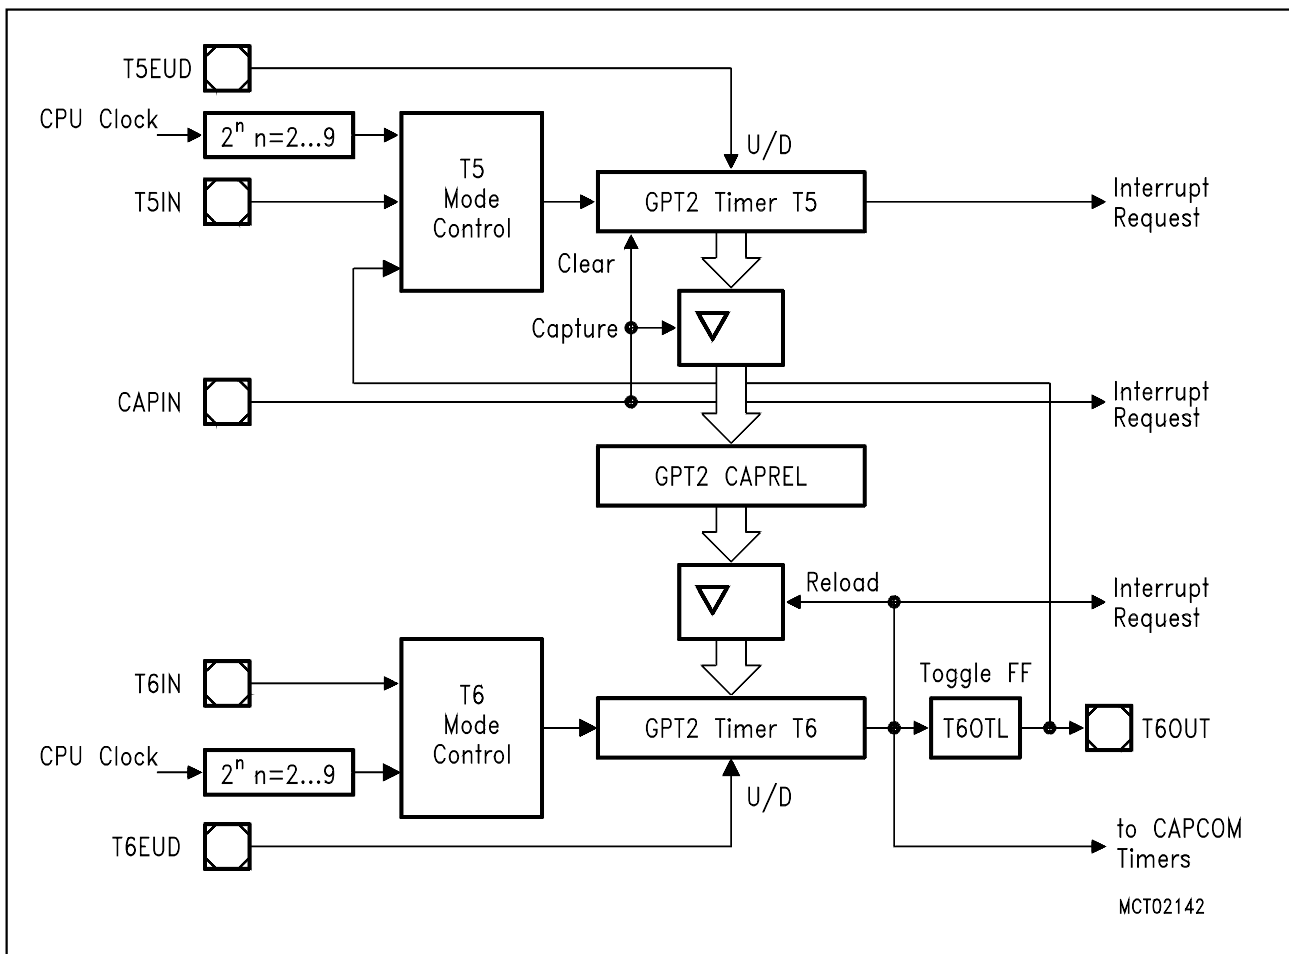 T5EUD
CPU Clock
2ⁿ n=2...9
U/D
T5IN
T5
Mode
Control
GPT2 Timer T5
Interrupt
Request
Clear
Capture
CAPIN
Interrupt
Request
GPT2 CAPREL
Reload
Interrupt
Request
T6IN
T6
Mode
Control
Toggle FF
GPT2 Timer T6
T6OTL
T6OUT
CPU Clock
2ⁿ n=2...9
U/D
T6EUD
to CAPCOM
Timers
MCT02142